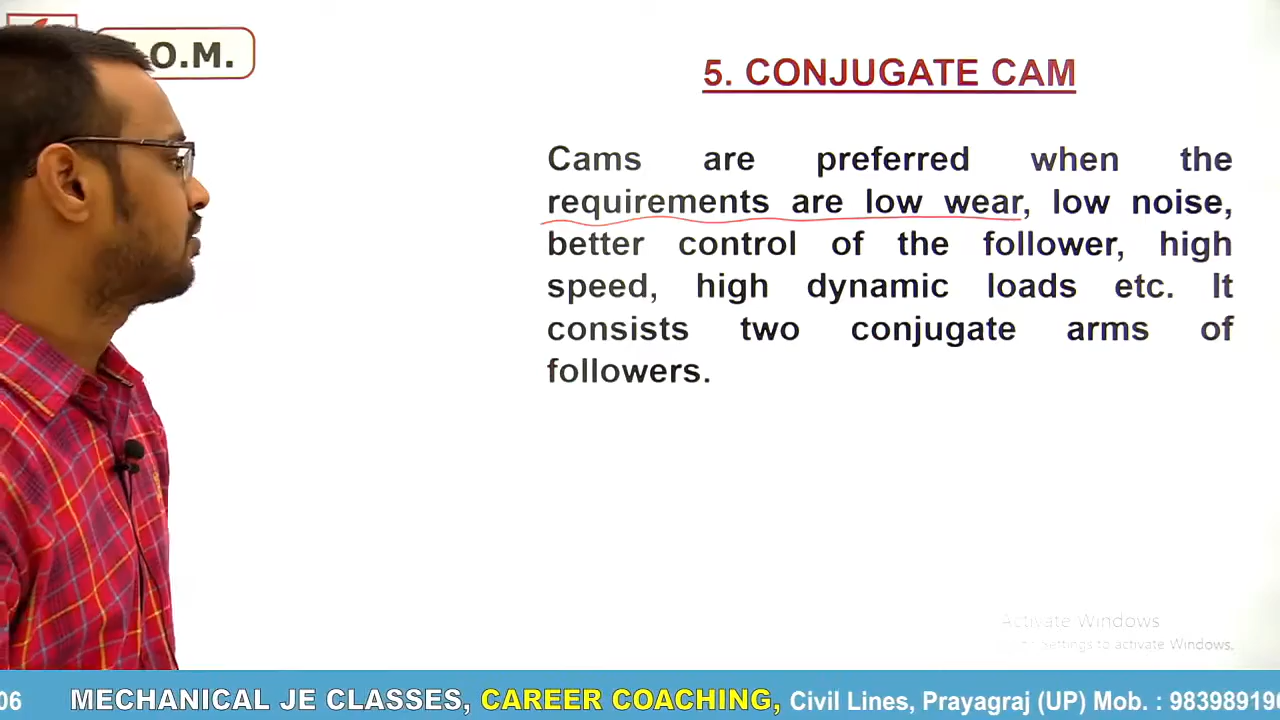 .O.M.
5. CONJUGATE CAM
Cams are preferred when the
requirements are low wear, low noise,
better control of the follower, high
speed, high dynamic loads etc. It
consists two conjugate arms of
followers.
Activate Windows
Settings to activate Windows.
06 MECHANICAL JE CLASSES, CAREER COACHING, Civil Lines, Prayagraj (UP) Mob. : 983989190